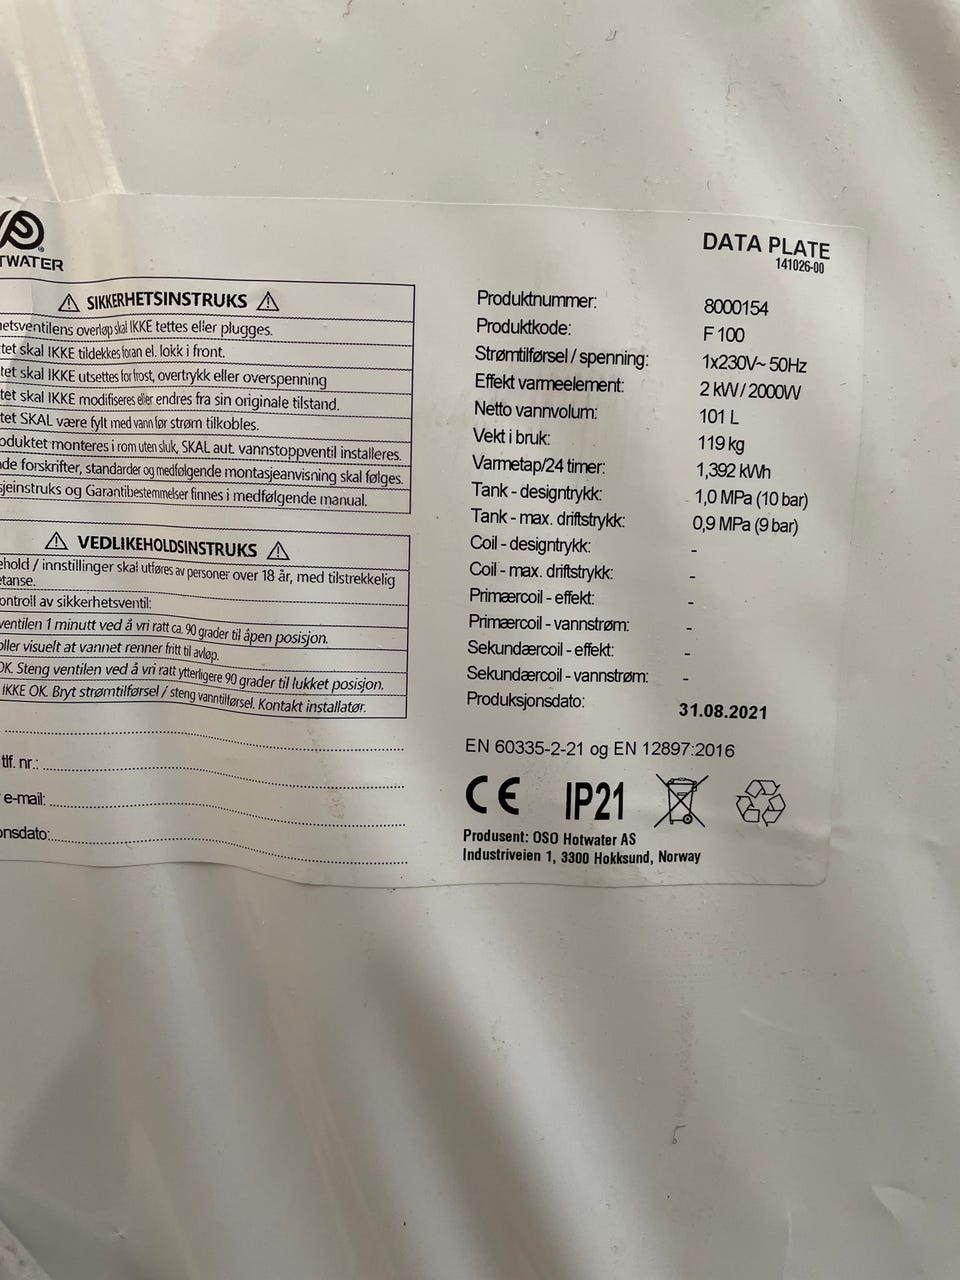 TWATER
DATA PLATE
141026-00
SIKKERHETSINSTRUKS
etsventilens overløp skal IKKE tettes eller plugges.
tet skal IKKE tildekkes foran el. lokk i front.
tet skal IKKE utsettes for frost, overtrykk eller overspenning
tet skal IKKE modifiseres eller endres fra sin originale tilstand.
tet SKAL være fylt med vann før strøm tilkobles.
oduktet monteres i rom uten sluk, SKAL aut. vannstoppventil installeres.
de forskrifter, standarder og medfølgende montasjeanvisning skal følges.
sjeinstruks og Garantibestemmelser finnes i medfølgende manual.
VEDLIKEHOLDSINSTRUKS
ehold / innstillinger skal utføres av personer over 18 år, med tilstrekkelig
etanse.
ontroll av sikkerhetsventil:
ventilen 1 minutt ved å vri ratt ca. 90 grader til åpen posisjon.
oller visuelt at vannet renner fritt til avløp.
OK. Steng ventilen ved å vri ratt ytterligere 90 grader til lukket posisjon.
IKKE OK. Bryt strømtilførsel / steng vanntilførsel. Kontakt installatør.
tlf. nr.:
e-mail:
onsdato:
Produktnummer: 8000154
Produktkode: F 100
Strømtilførsel / spenning: 1x230V~ 50Hz
Effekt varmeelement: 2 kW / 2000W
Netto vannvolum: 101 L
Vekt i bruk: 119 kg
Varmetap/24 timer: 1,392 kWh
Tank - designtrykk: 1,0 MPa (10 bar)
Tank - max. driftstrykk: 0,9 MPa (9 bar)
Coil - designtrykk: -
Coil - max. driftstrykk: -
Primærcoil - effekt: -
Primærcoil - vannstrøm: -
Sekundærcoil - effekt: -
Sekundærcoil - vannstrøm: -
Produksjonsdato: 31.08.2021
EN 60335-2-21 og EN 12897:2016
CE IP21
Produsent: OSO Hotwater AS
Industriveien 1, 3300 Hokksund, Norway